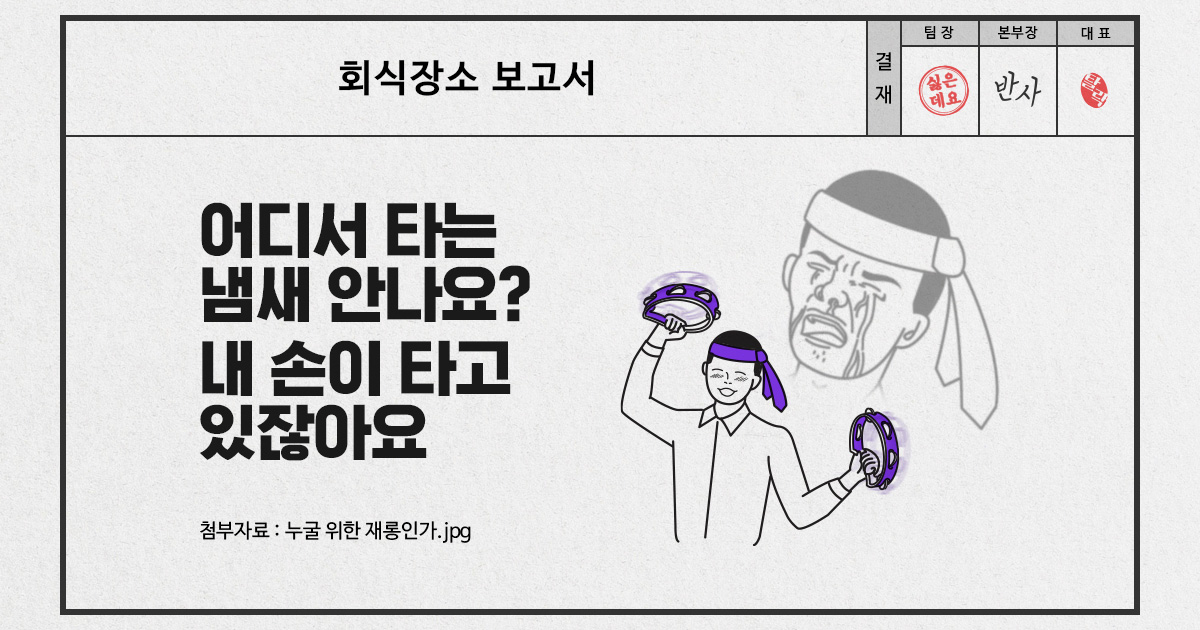 회식장소 보고서
결재
팀 장
본부장
대 표
싫은
데요
반사
어디서 타는
냄새 안나요?
내 손이 타고
있잖아요
첨부자료 : 누굴 위한 재롱인가.jpg